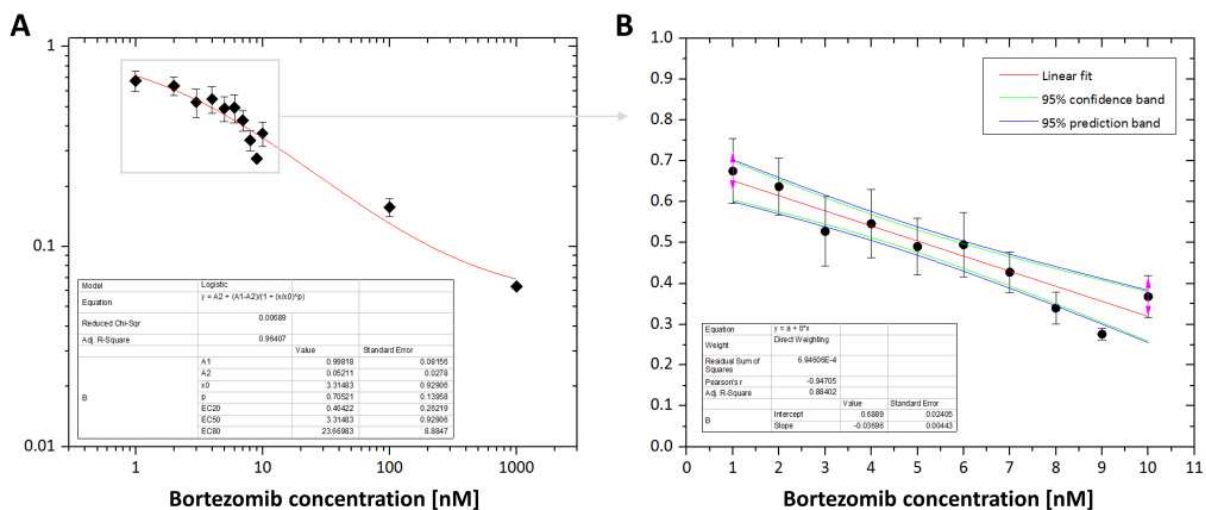 A
1
0.1
0.01
1
10
100
1000
Bortezomib concentration [nM]
Model Logistic
Equation y = A2 + (A1-A2)/(1 + (x/x0)^p)
Reduced Chi-Sqr 0.00689
Adj. R-Square 0.96407
Value Standard Error
B
A1 0.99818 0.08156
A2 0.05211 0.0278
x0 3.31483 0.92906
p 0.70521 0.13958
EC20 0.46422 0.26219
EC50 3.31483 0.92906
EC80 23.66983 8.8847
B
1.0
0.9
0.8
0.7
0.6
0.5
0.4
0.3
0.2
0.1
0.0
0 1 2 3 4 5 6 7 8 9 10 11
Bortezomib concentration [nM]
Linear fit
95% confidence band
95% prediction band
Equation y = a + b*x
Weight Direct Weighting
Residual Sum of Squares 6.94606E-4
Pearson's r -0.94705
Adj. R-Square 0.88402
Value Standard Error
B
Intercept 0.6889 0.02405
Slope -0.03696 0.00443